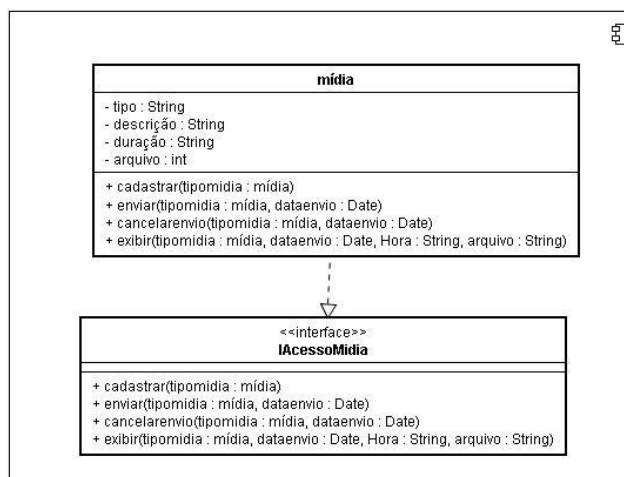 mídia
- tipo : String
- descrição : String
- duração : String
- arquivo : int
+ cadastrar(tipomidia : mídia)
+ enviar(tipomidia : mídia, dataenvio : Date)
+ cancelarenvio(tipomidia : mídia, dataenvio : Date)
+ exibir(tipomidia : mídia, dataenvio : Date, Hora : String, arquivo : String)
<<interface>>
IAcessoMidia
+ cadastrar(tipomidia : mídia)
+ enviar(tipomidia : mídia, dataenvio : Date)
+ cancelarenvio(tipomidia : mídia, dataenvio : Date)
+ exibir(tipomidia : mídia, dataenvio : Date, Hora : String, arquivo : String)